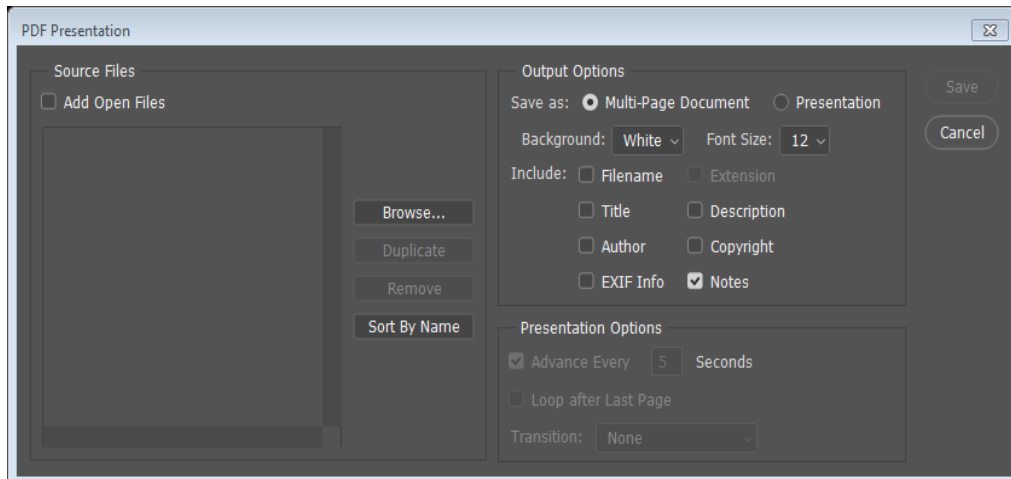 PDF Presentation
Source Files
Add Open Files
Browse...
Duplicate
Remove
Sort By Name
Output Options
Save as: Multi-Page Document Presentation
Background: White Font Size: 12
Include: Filename Extension
Title Description
Author Copyright
EXIF Info Notes
Presentation Options
Advance Every 5 Seconds
Loop after Last Page
Transition: None
Save
Cancel